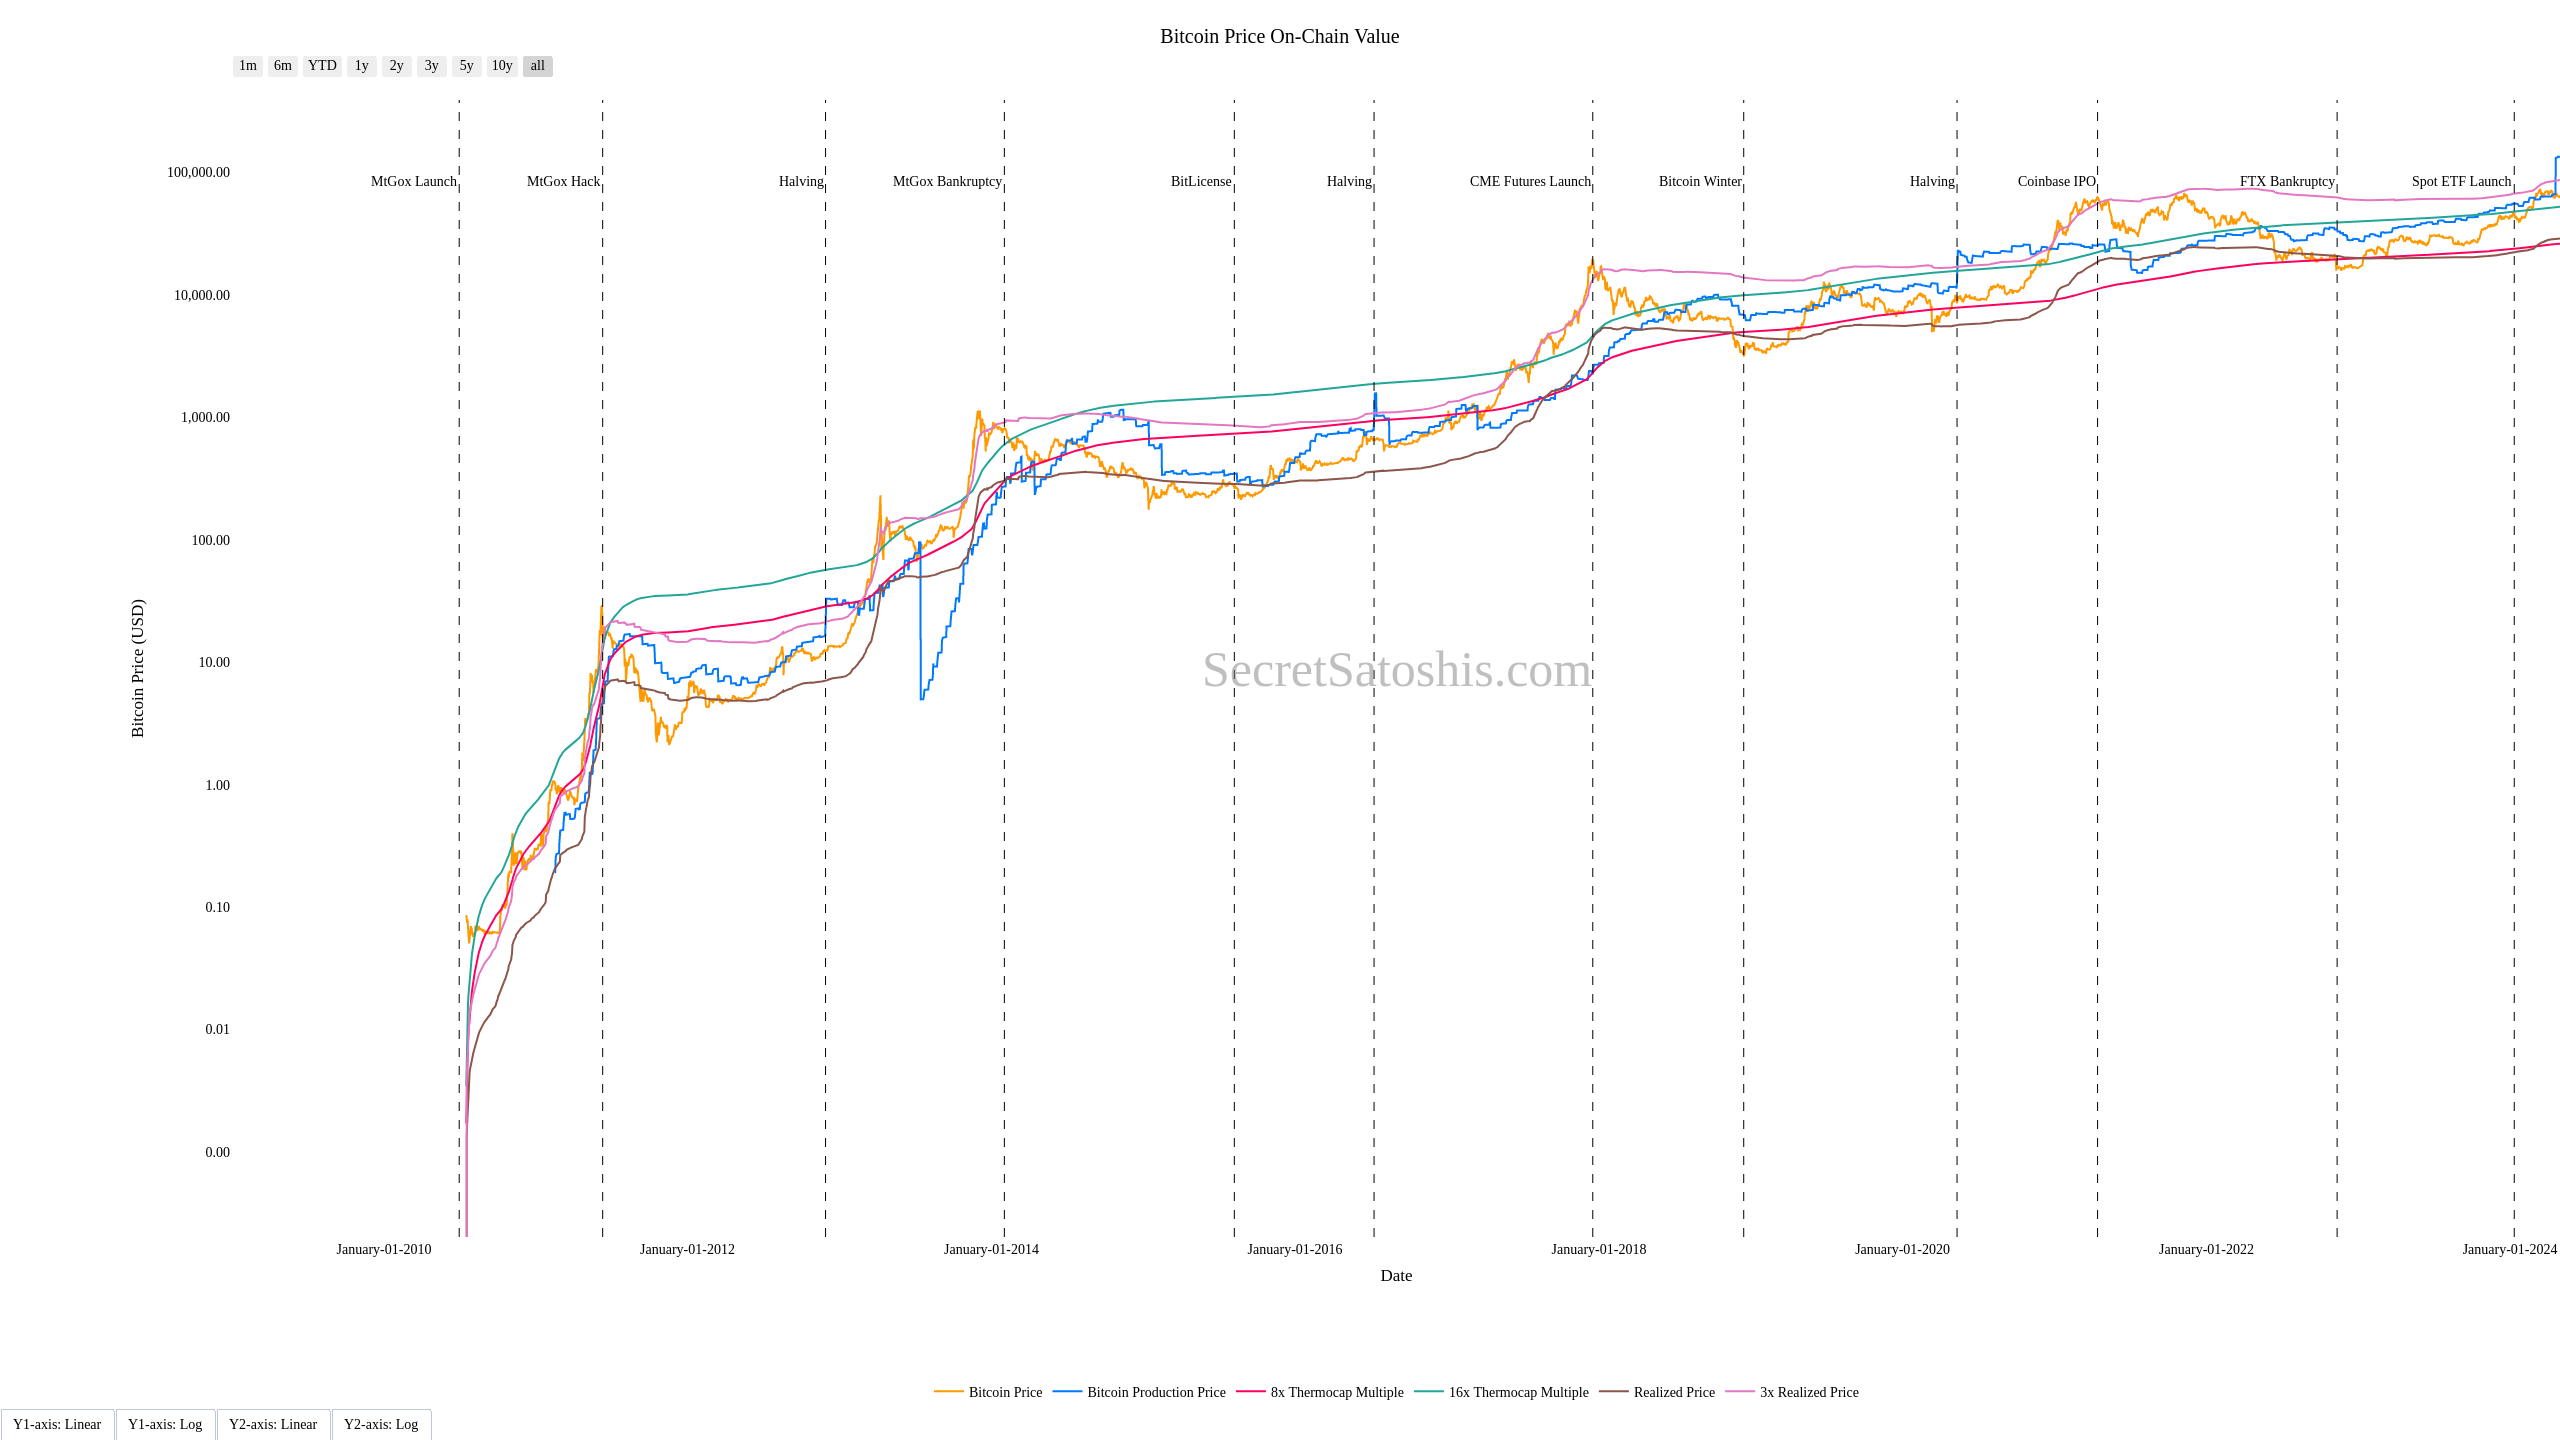 Bitcoin Price On-Chain Value
1m 6m YTD 1y 2y 3y 5y 10y all
100,000.00
MtGox Launch MtGox Hack Halving MtGox Bankruptcy BitLicense Halving CME Futures Launch Bitcoin Winter Halving Coinbase IPO FTX Bankruptcy Spot ETF Launch
10,000.00
1,000.00
100.00
10.00
1.00
0.10
0.01
0.00
Bitcoin Price (USD)
SecretSatoshis.com
January-01-2010 January-01-2012 January-01-2014 January-01-2016 January-01-2018 January-01-2020 January-01-2022 January-01-2024
Date
Bitcoin Price Bitcoin Production Price 8x Thermocap Multiple 16x Thermocap Multiple Realized Price 3x Realized Price
Y1-axis: Linear Y1-axis: Log Y2-axis: Linear Y2-axis: Log